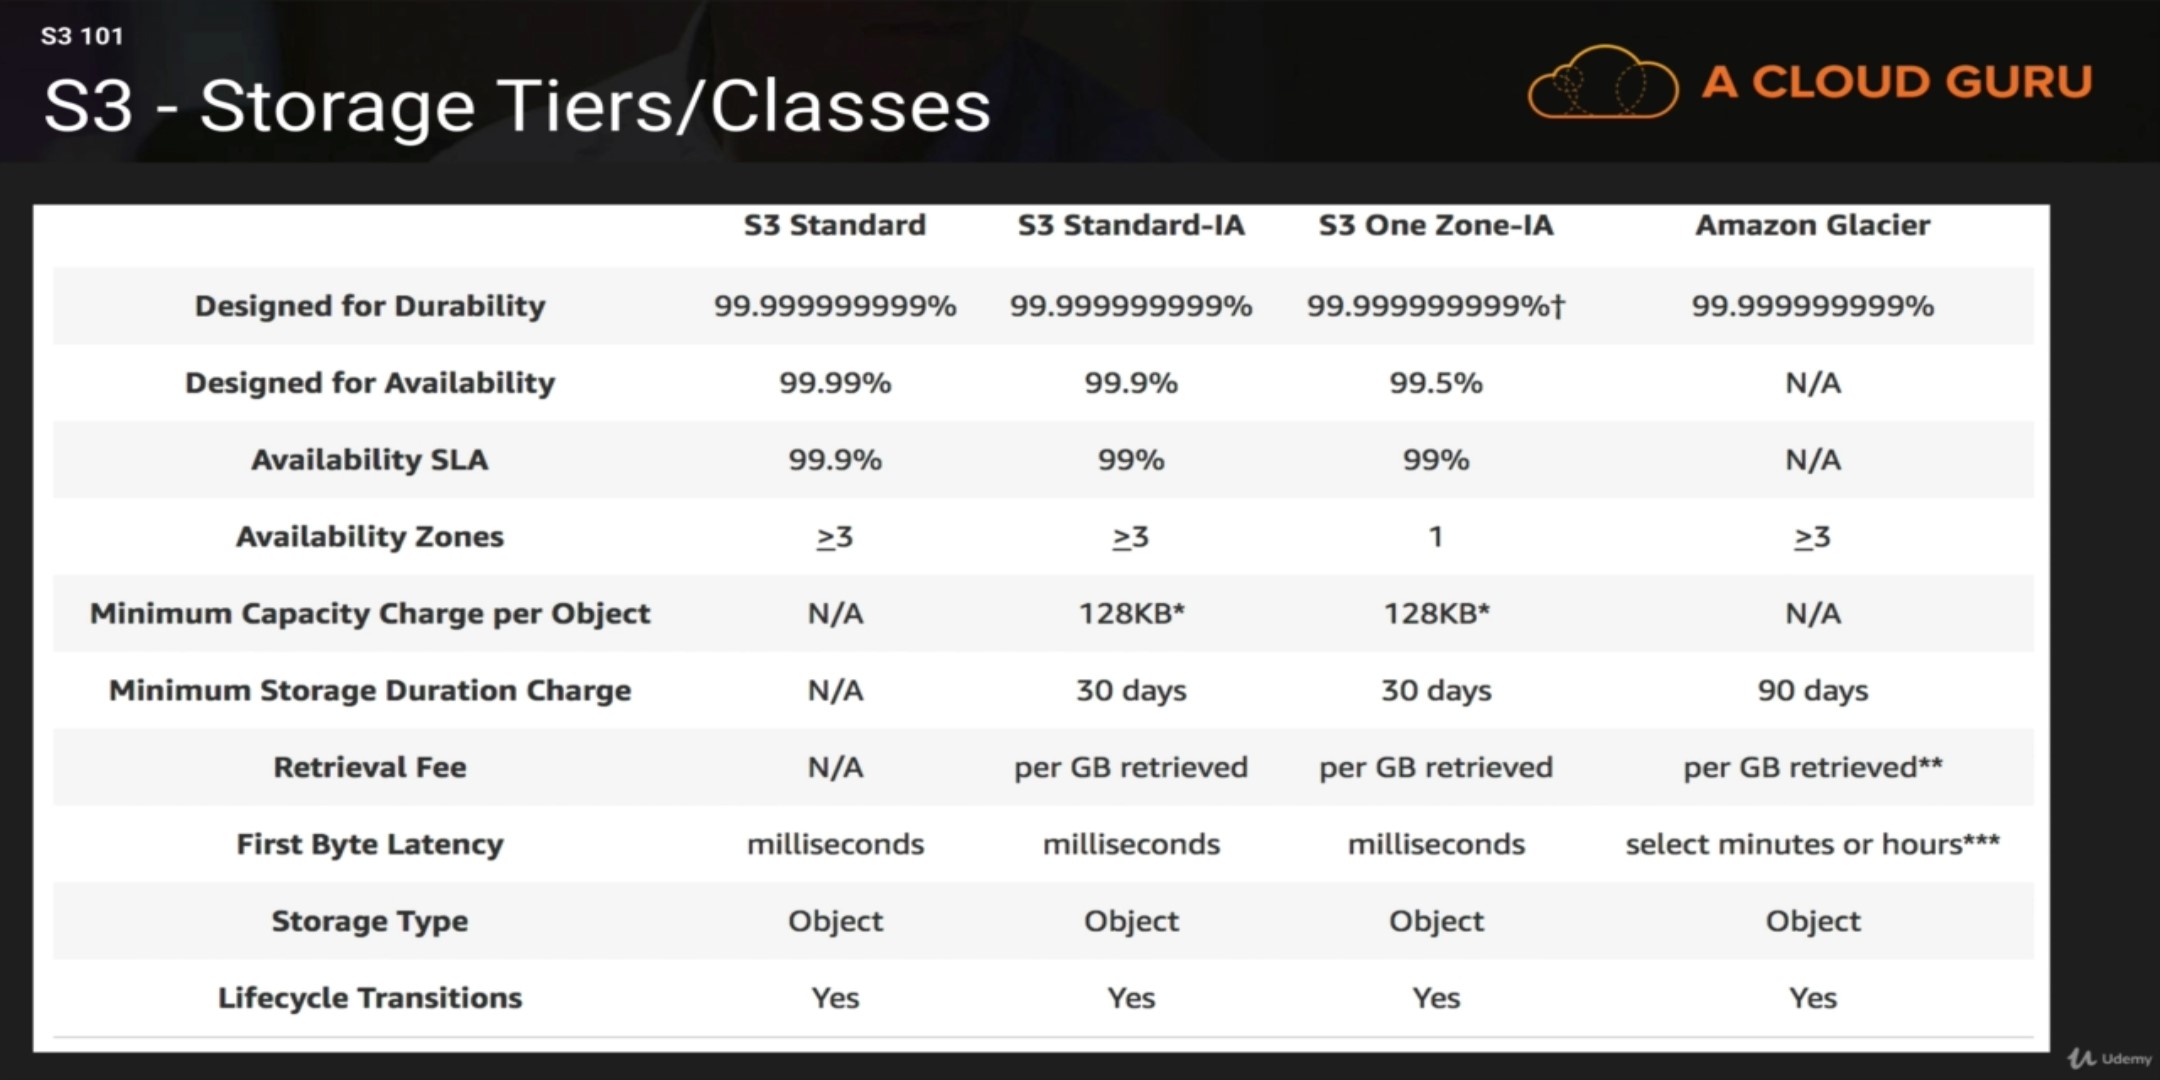 S3 101
S3 - Storage Tiers/Classes
A CLOUD GURU
S3 Standard S3 Standard-IA S3 One Zone-IA Amazon Glacier
Designed for Durability 99.999999999% 99.999999999% 99.999999999%† 99.999999999%
Designed for Availability 99.99% 99.9% 99.5% N/A
Availability SLA 99.9% 99% 99% N/A
Availability Zones ≥3 ≥3 1 ≥3
Minimum Capacity Charge per Object N/A 128KB* 128KB* N/A
Minimum Storage Duration Charge N/A 30 days 30 days 90 days
Retrieval Fee N/A per GB retrieved per GB retrieved per GB retrieved**
First Byte Latency milliseconds milliseconds milliseconds select minutes or hours***
Storage Type Object Object Object Object
Lifecycle Transitions Yes Yes Yes Yes
Udemy